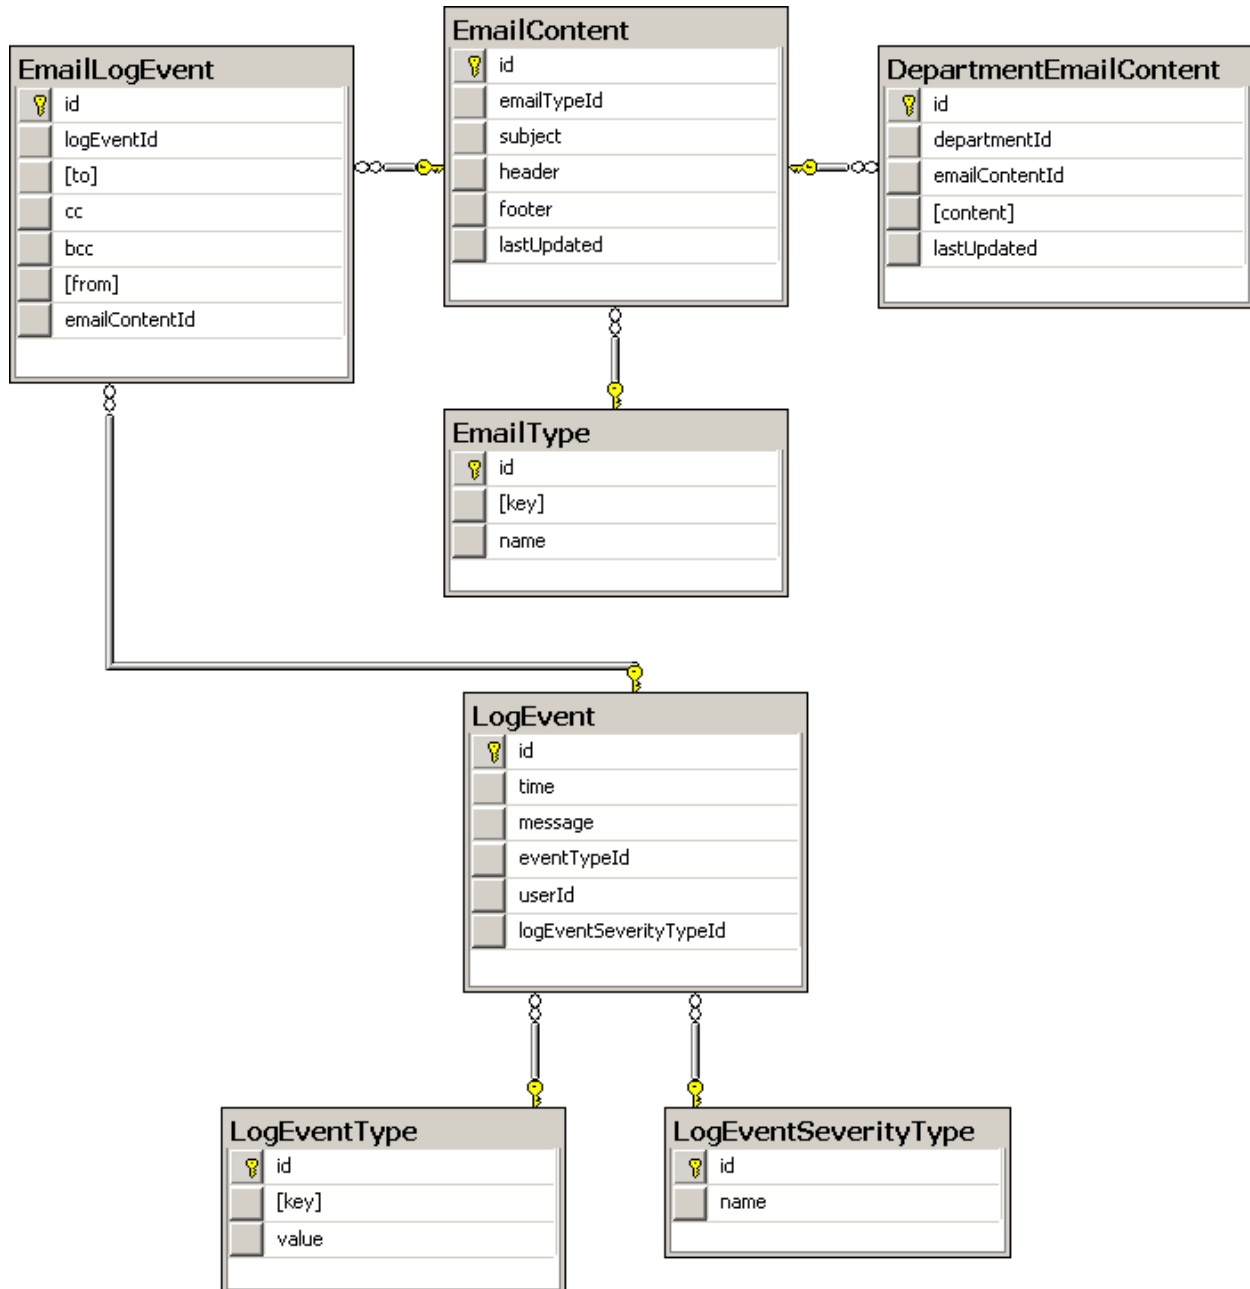 EmailLogEvent
id
logEventId
[to]
cc
bcc
[from]
emailContentId
EmailContent
id
emailTypeId
subject
header
footer
lastUpdated
DepartmentEmailContent
id
departmentId
emailContentId
[content]
lastUpdated
EmailType
id
[key]
name
LogEvent
id
time
message
eventTypeId
userId
logEventSeverityTypeId
LogEventType
id
[key]
value
LogEventSeverityType
id
name